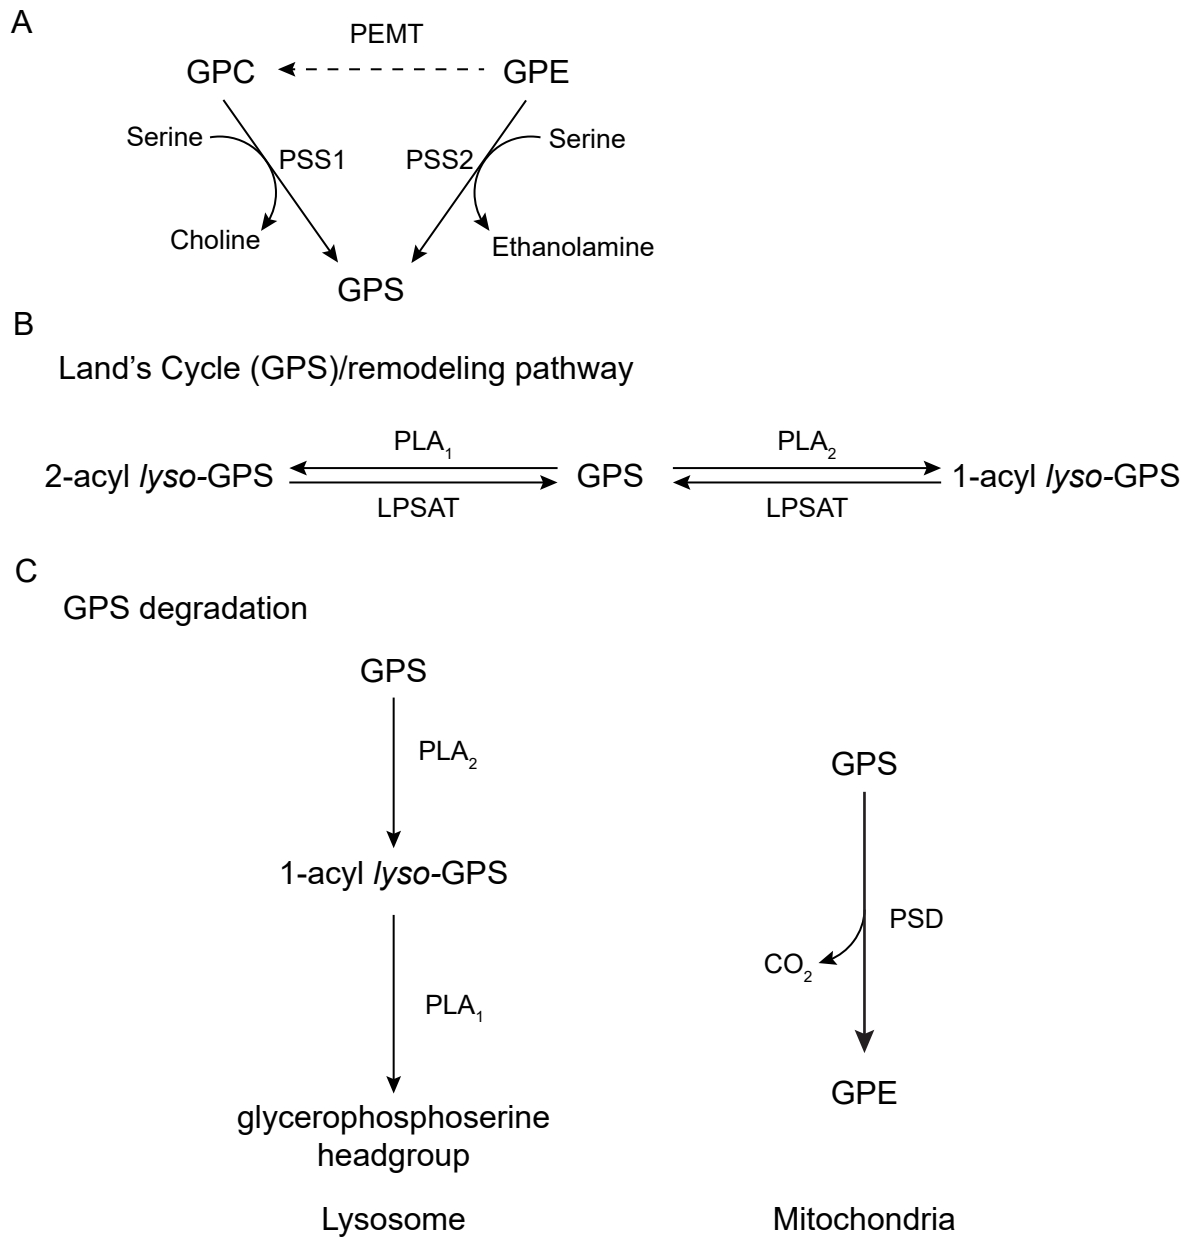 A
PEMT
GPC
GPE
Serine
PSS1
PSS2
Serine
Choline
Ethanolamine
GPS
B
Land’s Cycle (GPS)/remodeling pathway
PLA1
PLA2
2-acyl lyso-GPS
GPS
1-acyl lyso-GPS
LPSAT
LPSAT
C
GPS degradation
GPS
PLA2
1-acyl lyso-GPS
PLA1
glycerophosphoserine
headgroup
Lysosome
GPS
PSD
CO2
GPE
Mitochondria